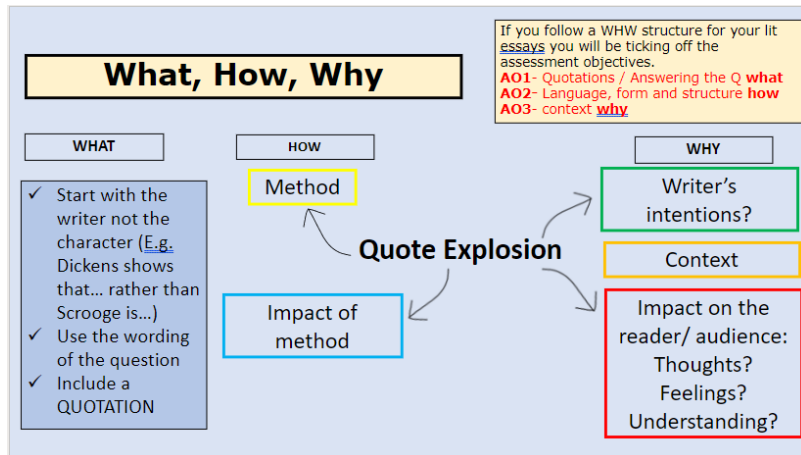 What, How, Why
If you follow a WHW structure for your lit
essays you will be ticking off the
assessment objectives.
AO1- Quotations / Answering the Q what
AO2- Language, form and structure how
AO3- context why
WHAT
✓ Start with the
writer not the
character (E.g.
Dickens shows
that... rather than
Scrooge is...)
✓ Use the wording
of the question
✓ Include a
QUOTATION
HOW
Method
Impact of
method
Quote Explosion
WHY
Writer's
intentions?
Context
Impact on the
reader/ audience:
Thoughts?
Feelings?
Understanding?